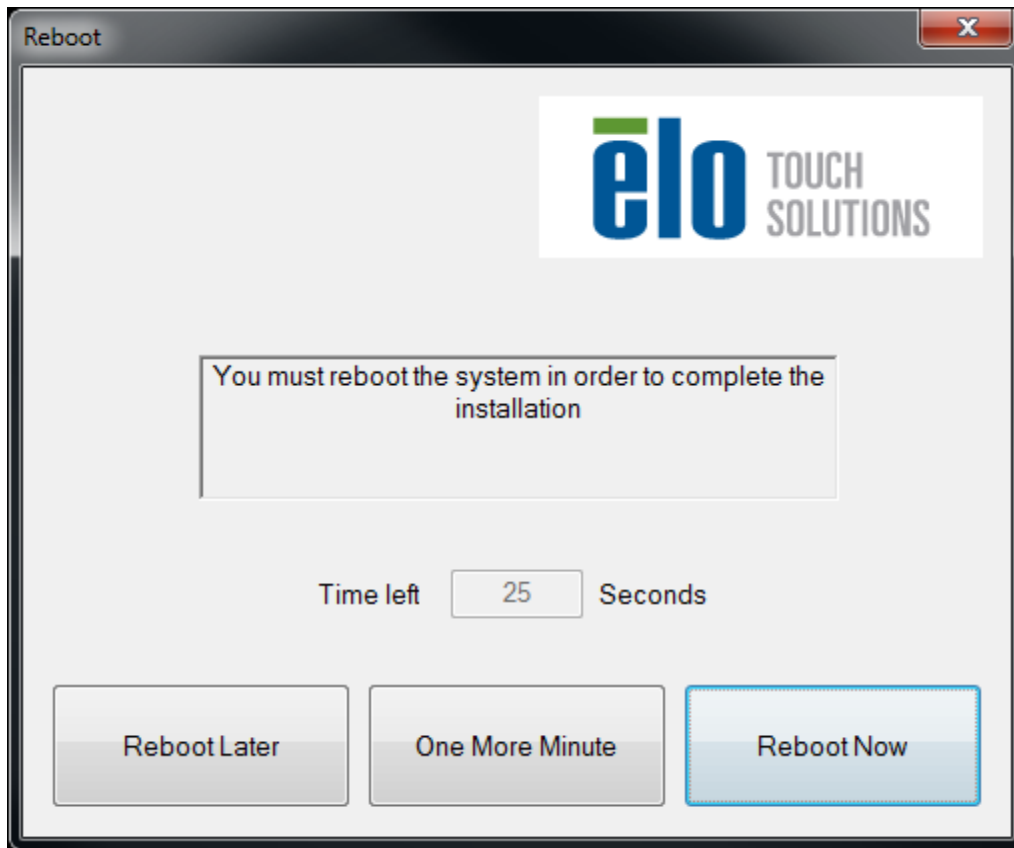 Reboot
ēlo TOUCH
SOLUTIONS
You must reboot the system in order to complete the
installation
Time left 25 Seconds
Reboot Later One More Minute Reboot Now